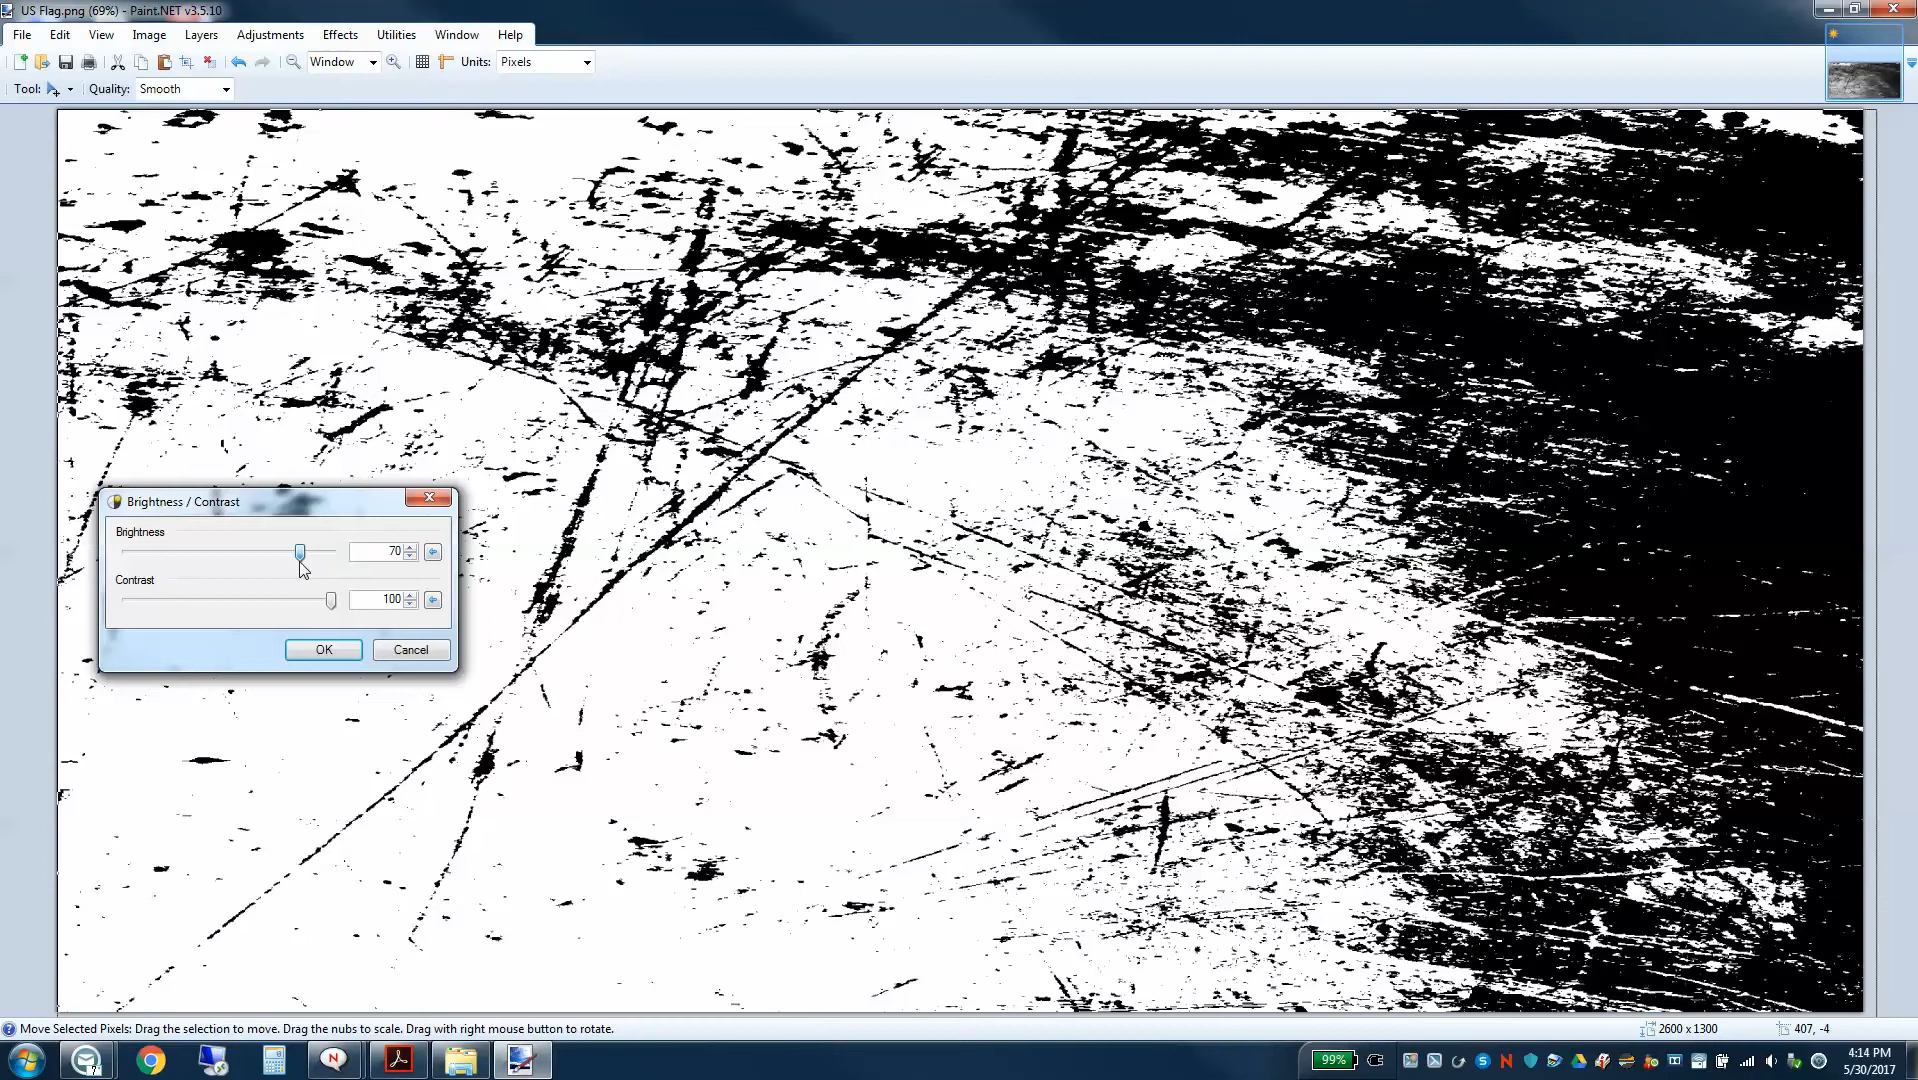 US Flag.png (69%) - Paint.NET v3.5.10
File Edit View Image Layers Adjustments Effects Utilities Window Help
Window Units: Pixels
Tool: Quality: Smooth
Brightness / Contrast
Brightness
70
Contrast
100
OK Cancel
Move Selected Pixels: Drag the selection to move. Drag the nubs to scale. Drag with right mouse button to rotate. 2600 x 1300 407, -4
99% 4:14 PM
5/30/2017